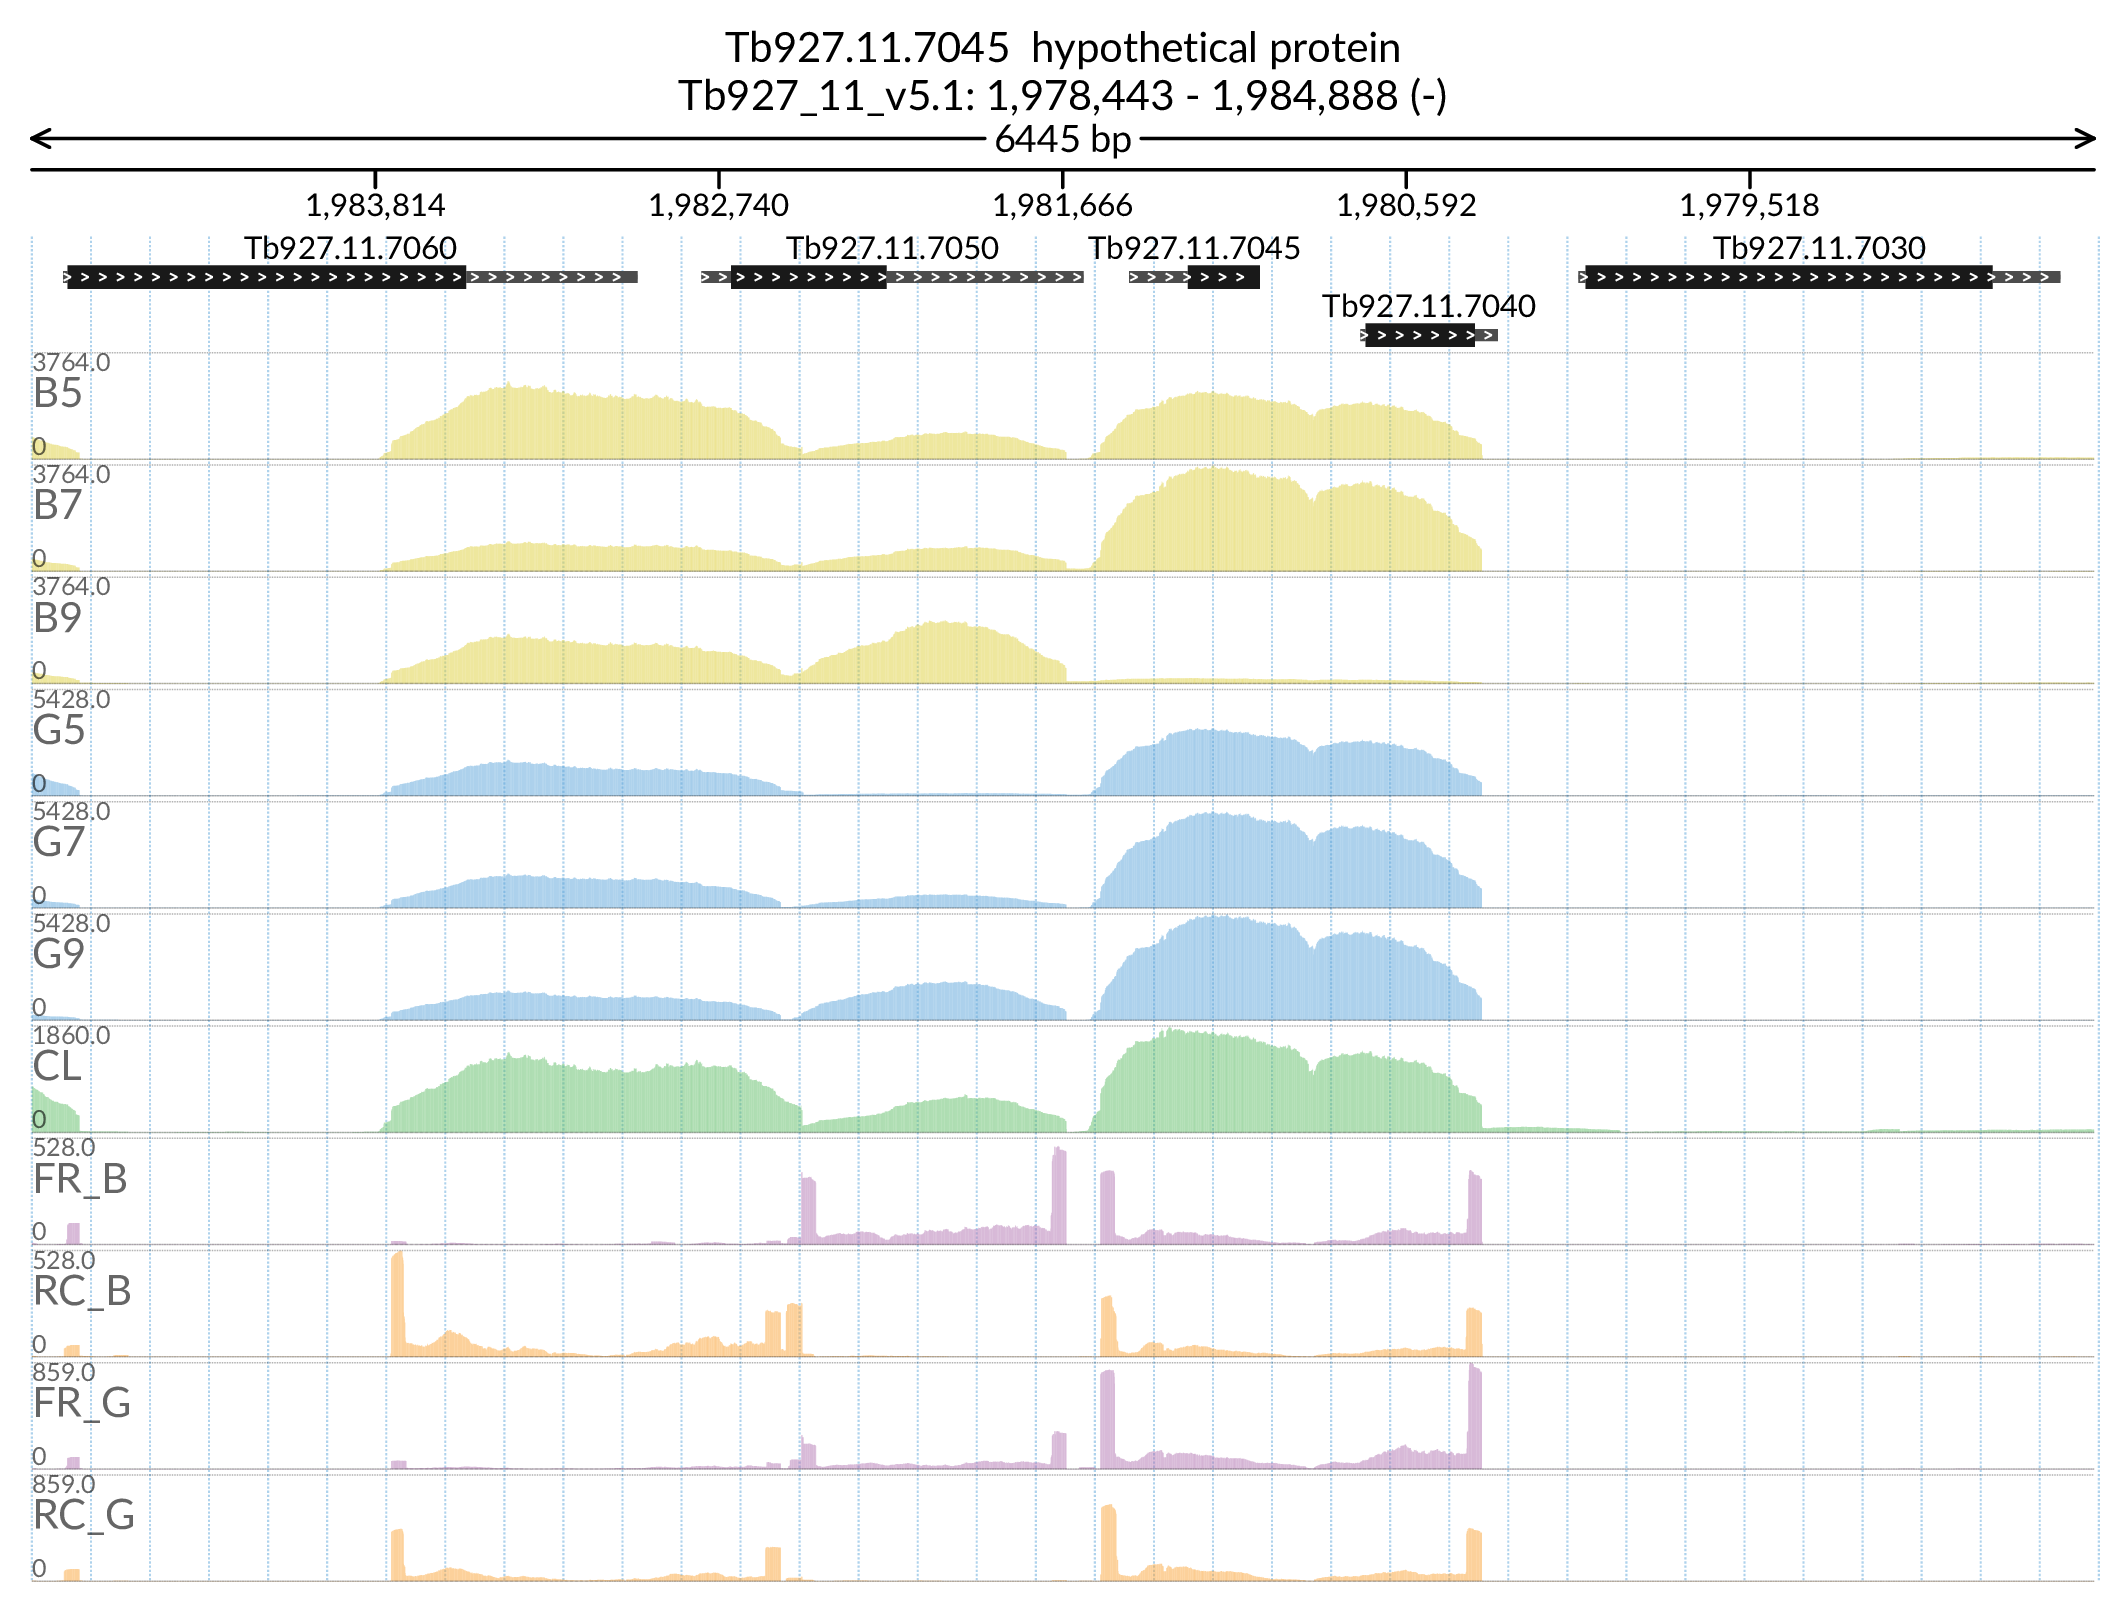 Tb927.11.7045 hypothetical protein
Tb927_11_v5.1: 1,978,443 - 1,984,888 (-)
6445 bp
1,983,814 1,982,740 1,981,666 1,980,592 1,979,518
Tb927.11.7060 Tb927.11.7050 Tb927.11.7045 Tb927.11.7030
Tb927.11.7040
3764.0
B5
0
3764.0
B7
0
3764.0
B9
0
5428.0
G5
0
5428.0
G7
0
5428.0
G9
0
1860.0
CL
0
528.0
FR_B
0
528.0
RC_B
0
859.0
FR_G
0
859.0
RC_G
0